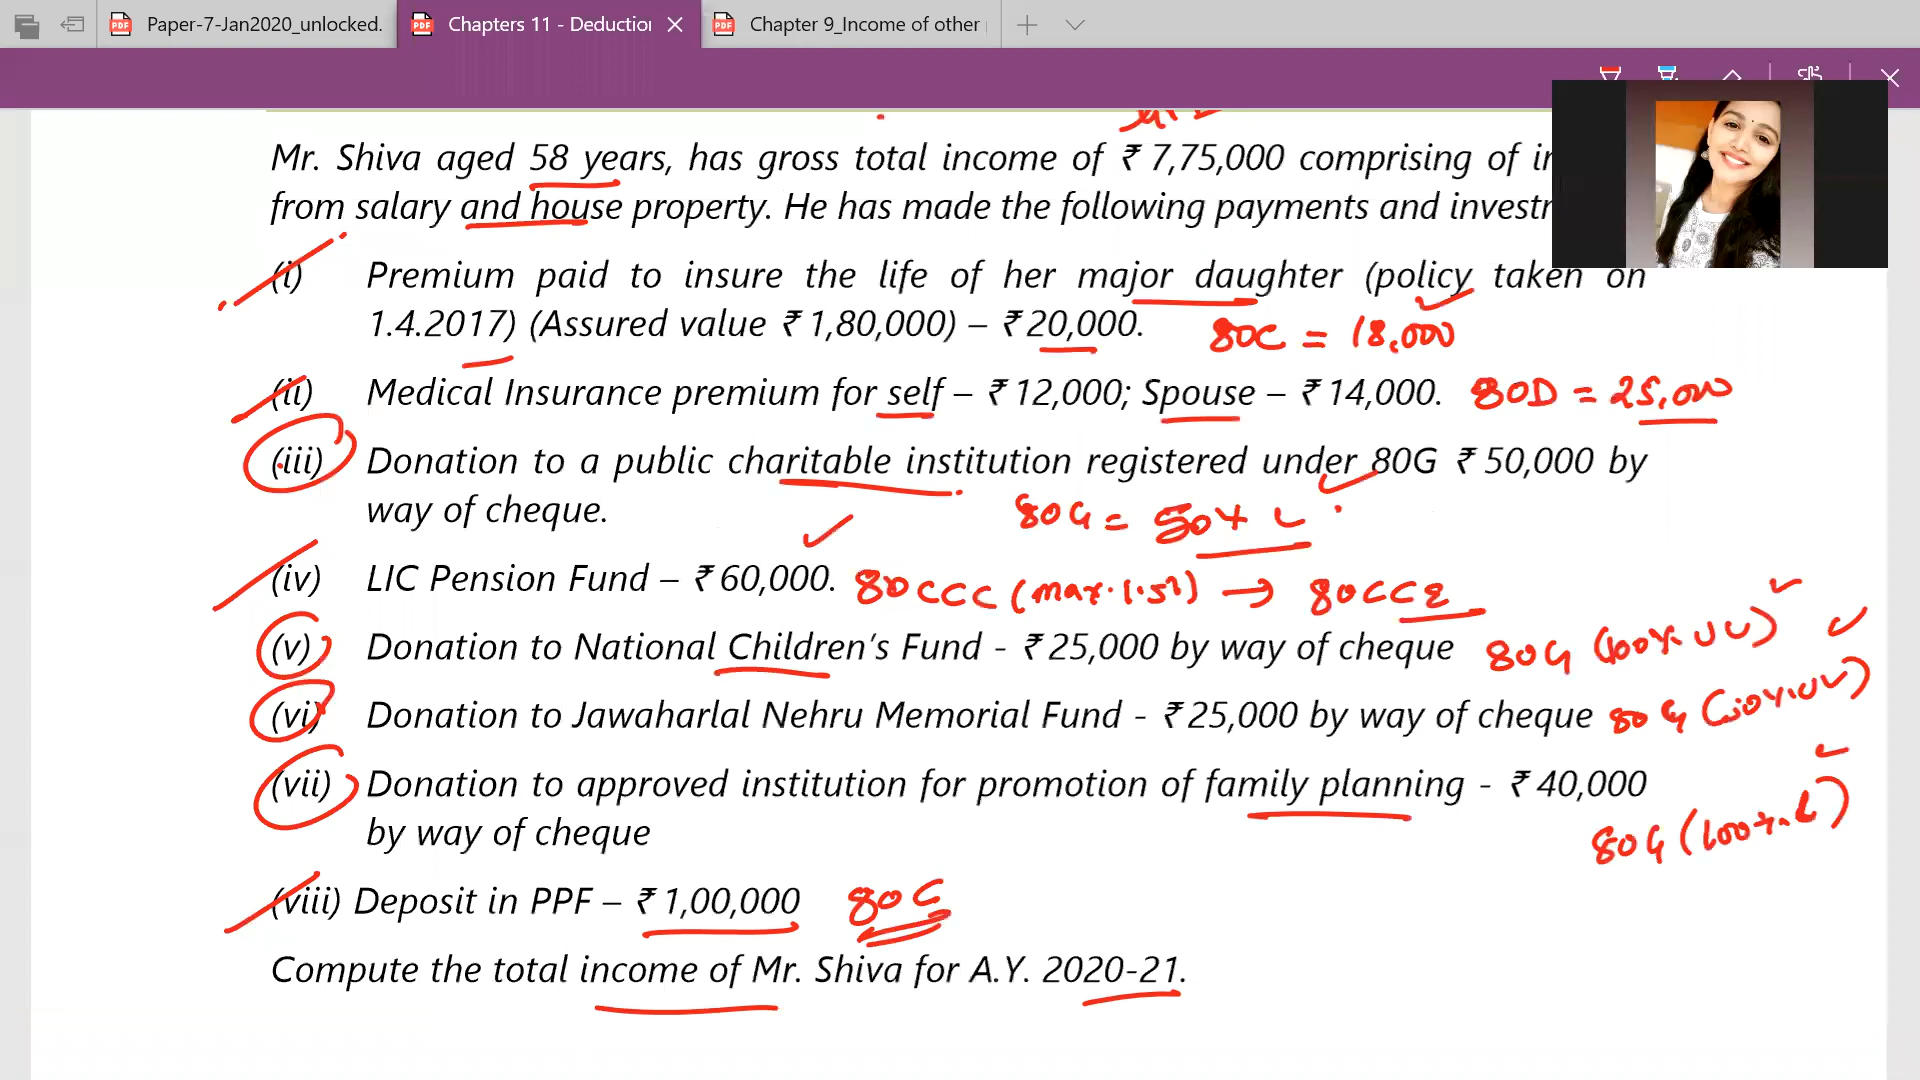 Paper-7-Jan2020_unlocked.
Chapters 11 - Deduction
Chapter 9_Income of other
Mr. Shiva aged 58 years, has gross total income of ₹ 7,75,000 comprising of in
from salary and house property. He has made the following payments and investm
(i) Premium paid to insure the life of her major daughter (policy taken on
1.4.2017) (Assured value ₹ 1,80,000) – ₹ 20,000. 80C = 18,000
(ii) Medical Insurance premium for self – ₹ 12,000; Spouse – ₹ 14,000. 80D = 25,000
(iii) Donation to a public charitable institution registered under 80G ₹ 50,000 by
way of cheque. 80G = 50% L
(iv) LIC Pension Fund – ₹ 60,000. 80CCC (max. 1.5l) → 80CCE
(v) Donation to National Children's Fund - ₹ 25,000 by way of cheque 80G (100%. UL)
(vi) Donation to Jawaharlal Nehru Memorial Fund - ₹ 25,000 by way of cheque 80G (50%. UL)
(vii) Donation to approved institution for promotion of family planning - ₹ 40,000
by way of cheque 80G (100%. L)
(viii) Deposit in PPF – ₹ 1,00,000 80C
Compute the total income of Mr. Shiva for A.Y. 2020-21.